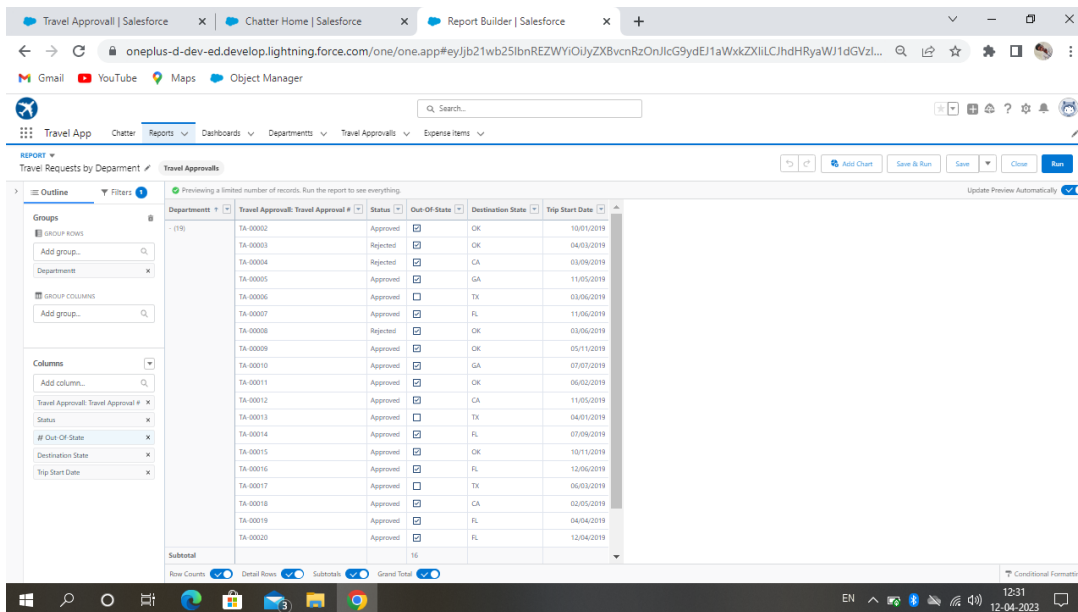 Travel Approvall | Salesforce
Chatter Home | Salesforce
Report Builder | Salesforce
oneplus-d-dev-ed.develop.lightning.force.com/one/one.app#
Gmail YouTube Maps Object Manager
Search...
Travel App Chatter Reports Dashboards Departments Travel Approvalls Expense items
REPORT
Travel Requests by Deparment Travel Approvalls
Add Chart Save & Run Save Close Run
Outline Filters 1
Previewing a limited number of records. Run the report to see everything.
Update Preview Automatically
Groups
GROUP ROWS
Add group...
Departmentt
GROUP COLUMNS
Add group...
Columns
Add column...
Travel Approvall: Travel Approval #
Status
# Out-Of-State
Destination State
Trip Start Date
Departmentt ↑ Travel Approvall: Travel Approval # Status Out-Of-State Destination State Trip Start Date
- (19) TA-00002 Approved OK 10/01/2019
TA-00003 Rejected OK 04/03/2019
TA-00004 Rejected CA 03/09/2019
TA-00005 Approved GA 11/05/2019
TA-00006 Approved TX 03/06/2019
TA-00007 Approved FL 11/06/2019
TA-00008 Rejected OK 03/06/2019
TA-00009 Approved OK 05/11/2019
TA-00010 Approved GA 07/07/2019
TA-00011 Approved OK 06/02/2019
TA-00012 Approved CA 11/05/2019
TA-00013 Approved TX 04/01/2019
TA-00014 Approved FL 07/09/2019
TA-00015 Approved OK 10/11/2019
TA-00016 Approved FL 12/06/2019
TA-00017 Approved TX 06/03/2019
TA-00018 Approved CA 02/05/2019
TA-00019 Approved FL 04/04/2019
TA-00020 Approved FL 12/04/2019
Subtotal 16
Row Counts Detail Rows Subtotals Grand Total
3
EN 12:31
12-04-2023